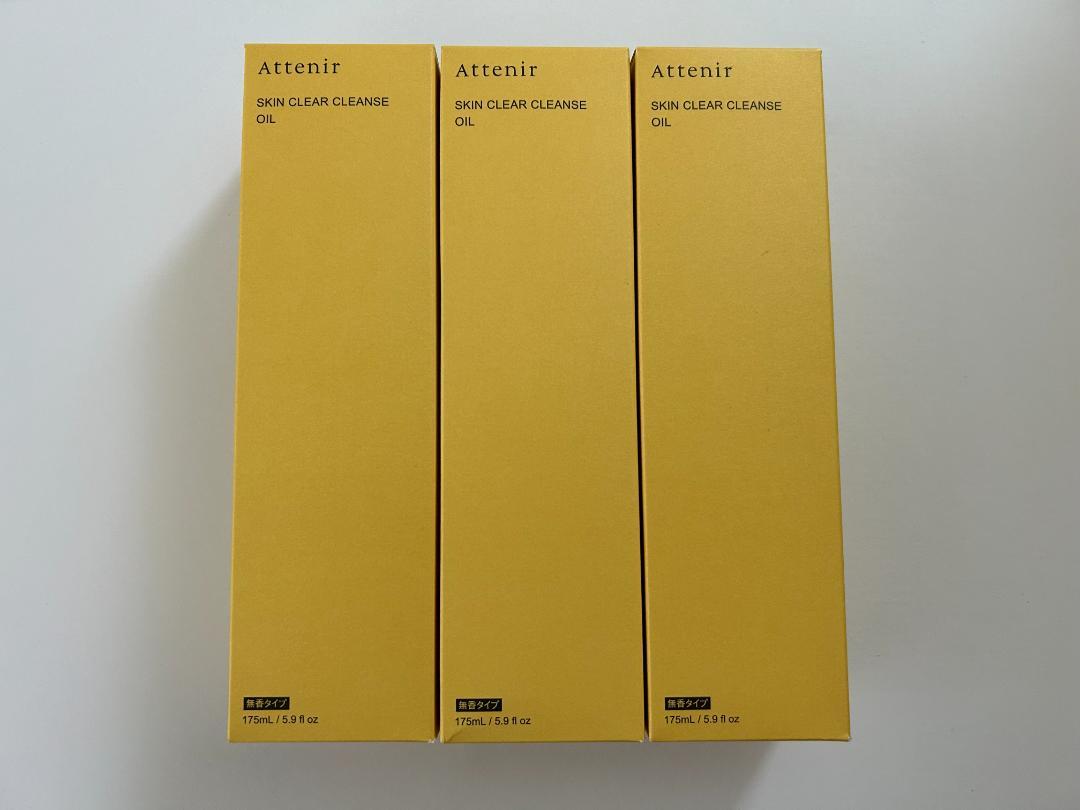 Attenir
SKIN CLEAR CLEANSE
OIL
無香タイプ
175mL / 5.9 fl oz
Attenir
SKIN CLEAR CLEANSE
OIL
無香タイプ
175mL / 5.9 fl oz
Attenir
SKIN CLEAR CLEANSE
OIL
無香タイプ
175mL / 5.9 fl oz